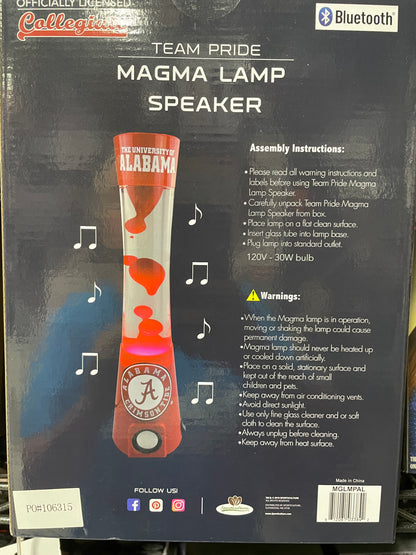 OFFICIALLY LICENSED
Collegiate
Bluetooth®
TEAM PRIDE
MAGMA LAMP
SPEAKER
THE UNIVERSITY OF
ALABAMA
ALABAMA
A
CRIMSON TIDE
Assembly Instructions:
•Please read all warning instructions and
labels before using Team Pride Magma
Lamp Speaker.
•Carefully unpack Team Pride Magma
Lamp Speaker from box.
•Place lamp on a flat clean surface.
•Insert glass tube into lamp base.
•Plug lamp into standard outlet.
120V - 30W bulb
Warnings:
•When the Magma lamp is in operation,
moving or shaking the lamp could cause
permanent damage.
•Magma lamp should never be heated up
or cooled down artificially.
•Place on a solid, stationary surface and
kept out of the reach of small
children and pets.
•Keep away from air conditioning vents.
•Avoid direct sunlight.
•Use only fine glass cleaner and or soft
cloth to clean the surface.
•Always unplug before cleaning.
•Keep away from heat surface.
PO#106315
FOLLOW US!
Made in China
MGLMPAL